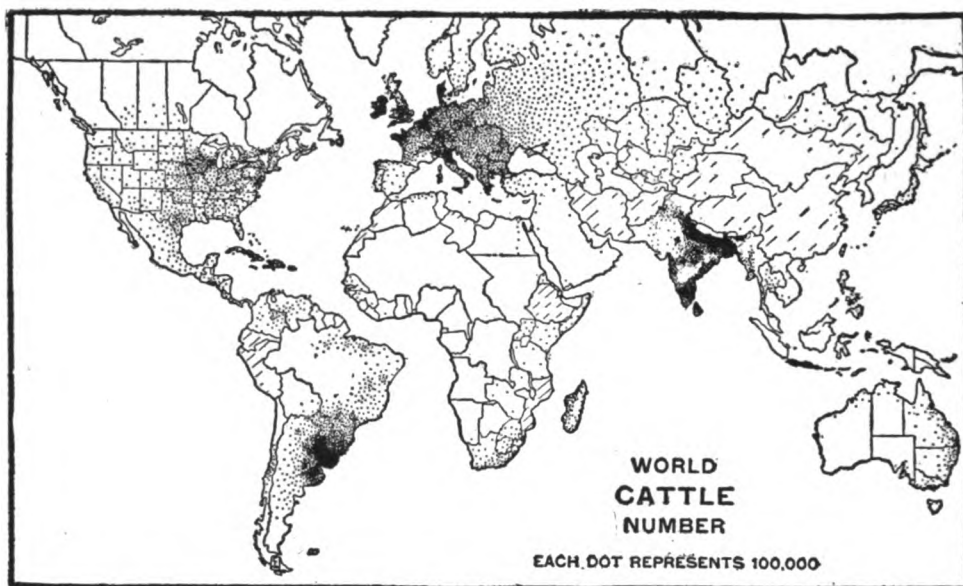 WORLD
CATTLE
NUMBER
EACH DOT REPRESENTS 100,000